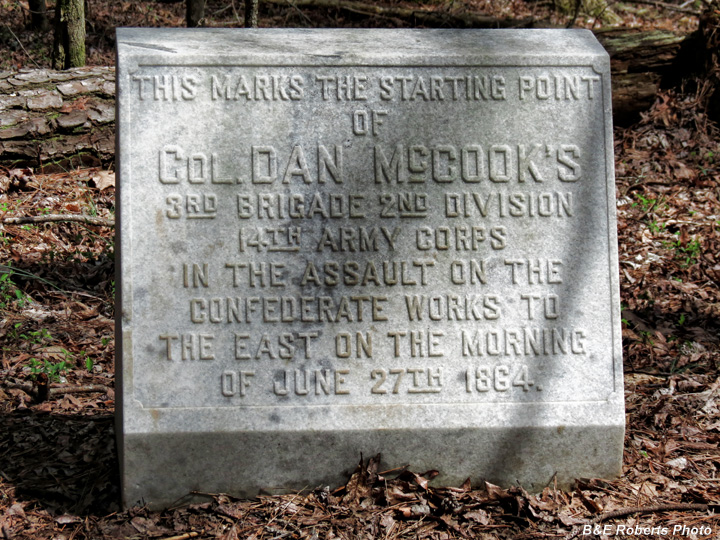 THIS MARKS THE STARTING POINT
OF
COL. DAN MCCOOK'S
3RD BRIGADE 2ND DIVISION
14TH ARMY CORPS
IN THE ASSAULT ON THE
CONFEDERATE WORKS TO
THE EAST ON THE MORNING
OF JUNE 27TH 1864.
B&E Roberts Photo